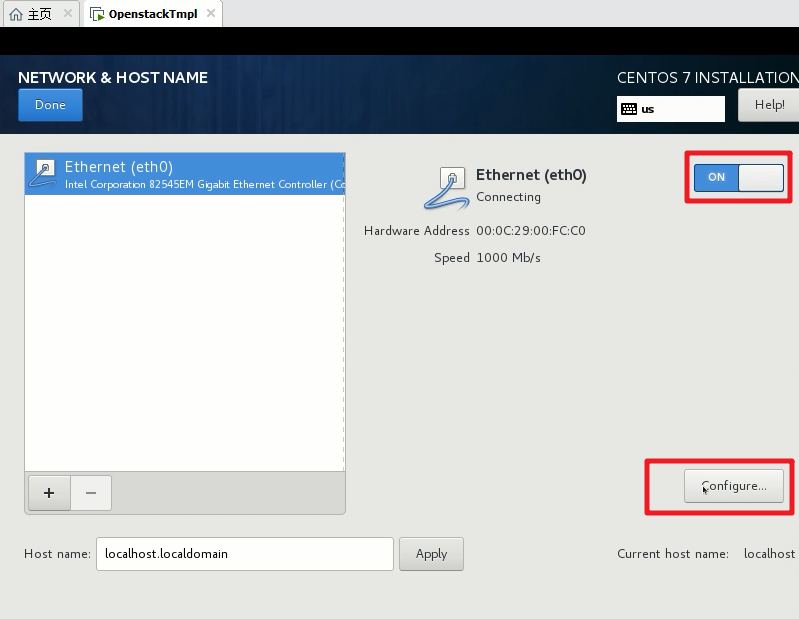 主页
OpenstackTmpl
NETWORK & HOST NAME
CENTOS 7 INSTALLATION
Done
us
Help!
Ethernet (eth0)
Intel Corporation 82545EM Gigabit Ethernet Controller (Co
Ethernet (eth0)
Connecting
ON
Hardware Address 00:0C:29:00:FC:C0
Speed 1000 Mb/s
+
−
Configure...
Host name:
localhost.localdomain
Apply
Current host name: localhost